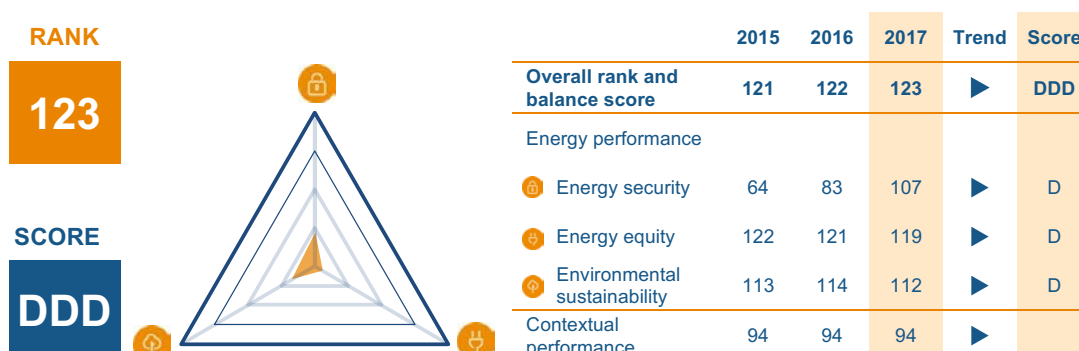 RANK
123
SCORE
DDD
2015 2016 2017 Trend Score
Overall rank and
balance score 121 122 123 ▶ DDD
Energy performance
Energy security 64 83 107 ▶ D
Energy equity 122 121 119 ▶ D
Environmental
sustainability 113 114 112 ▶ D
Contextual
performance 94 94 94 ▶